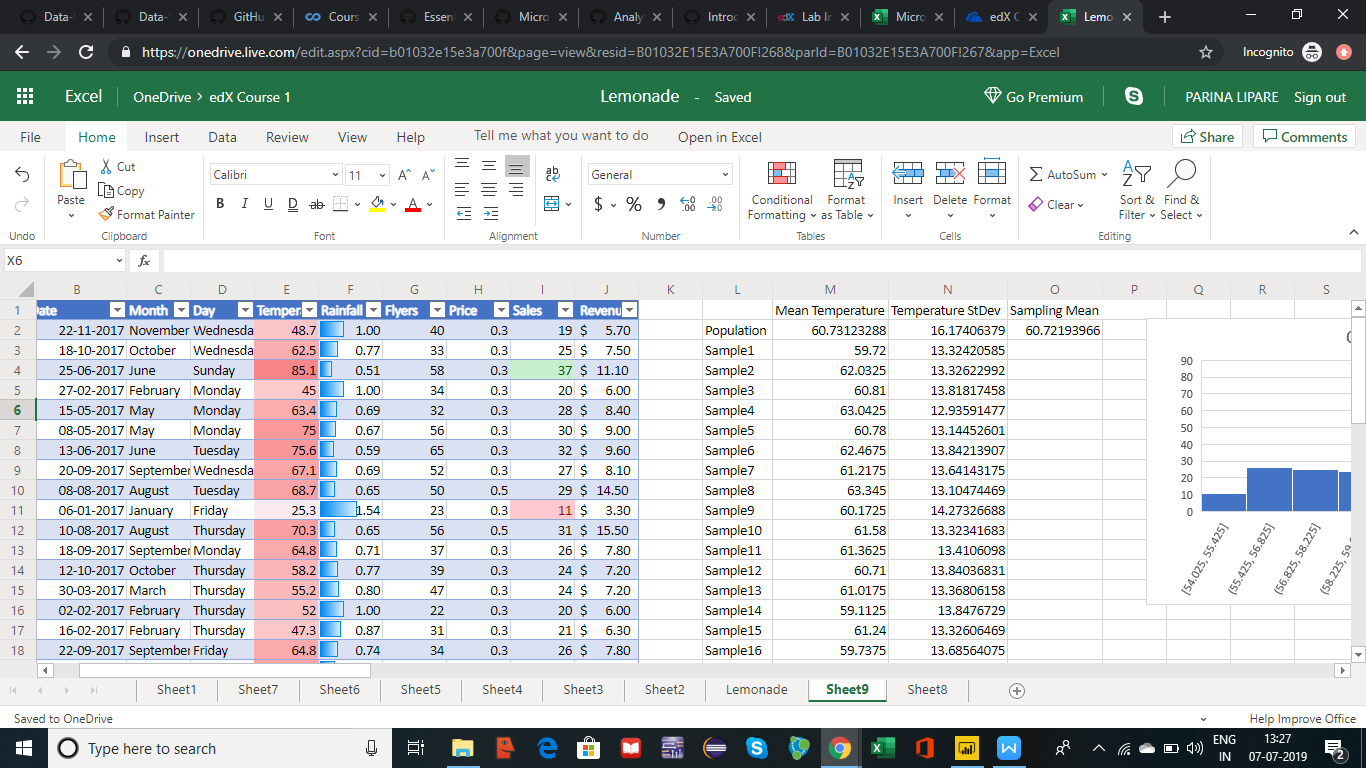 Data- Data- GitHu Cours Essen Micro Analy Introd edX Lab In Micro edX C Lemo
https://onedrive.live.com/edit.aspx?cid=b01032e15e3a700f&page=view&resid=B01032E15E3A700F!268&parId=B01032E15E3A700F!267&app=Excel Incognito
Excel OneDrive > edX Course 1 Lemonade - Saved Go Premium PARINA LIPARE Sign out
File Home Insert Data Review View Help Tell me what you want to do Open in Excel Share Comments
Cut
Copy
Format Painter
Paste
Calibri 11
B I U D ab A
General
$ % 9
Conditional Formatting Format as Table
Insert Delete Format
AutoSum
Clear
Sort & Filter Find & Select
Undo Clipboard Font Alignment Number Tables Cells Editing
X6 fx
B C D E F G H I J K L M N O P Q R S
1 Date Month Day Temper Rainfall Flyers Price Sales Revenu Mean Temperature Temperature StDev Sampling Mean
2 22-11-2017 November Wednesda 48.7 1.00 40 0.3 19 $ 5.70 Population 60.73123288 16.17406379 60.72193966
3 18-10-2017 October Wednesda 62.5 0.77 33 0.3 25 $ 7.50 Sample1 59.72 13.32420585
4 25-06-2017 June Sunday 85.1 0.51 58 0.3 37 $ 11.10 Sample2 62.0325 13.32622992
5 27-02-2017 February Monday 45 1.00 34 0.3 20 $ 6.00 Sample3 60.81 13.81817458
6 15-05-2017 May Monday 63.4 0.69 32 0.3 28 $ 8.40 Sample4 63.0425 12.93591477
7 08-05-2017 May Monday 75 0.67 56 0.3 30 $ 9.00 Sample5 60.78 13.14452601
8 13-06-2017 June Tuesday 75.6 0.59 65 0.3 32 $ 9.60 Sample6 62.4675 13.84213907
9 20-09-2017 September Wednesda 67.1 0.69 52 0.3 27 $ 8.10 Sample7 61.2175 13.64143175
10 08-08-2017 August Tuesday 68.7 0.65 50 0.5 29 $ 14.50 Sample8 63.345 13.10474469
11 06-01-2017 January Friday 25.3 1.54 23 0.3 11 $ 3.30 Sample9 60.1725 14.27326688
12 10-08-2017 August Thursday 70.3 0.65 56 0.5 31 $ 15.50 Sample10 61.58 13.32341683
13 18-09-2017 September Monday 64.8 0.71 37 0.3 26 $ 7.80 Sample11 61.3625 13.4106098
14 12-10-2017 October Thursday 58.2 0.77 39 0.3 24 $ 7.20 Sample12 60.71 13.84036831
15 30-03-2017 March Thursday 55.2 0.80 47 0.3 24 $ 7.20 Sample13 61.0175 13.36806158
16 02-02-2017 February Thursday 52 1.00 22 0.3 20 $ 6.00 Sample14 59.1125 13.8476729
17 16-02-2017 February Thursday 47.3 0.87 31 0.3 21 $ 6.30 Sample15 61.24 13.32606469
18 22-09-2017 September Friday 64.8 0.74 34 0.3 26 $ 7.80 Sample16 59.7375 13.68564075
90
80
70
60
50
40
30
20
10
0
[54.025, 55.425]
(55.425, 56.825]
(56.825, 58.225]
(58.225, 59.
Sheet1 Sheet7 Sheet6 Sheet5 Sheet4 Sheet3 Sheet2 Lemonade Sheet9 Sheet8
Saved to OneDrive Help Improve Office
Type here to search
ENG
IN
13:27
07-07-2019
2